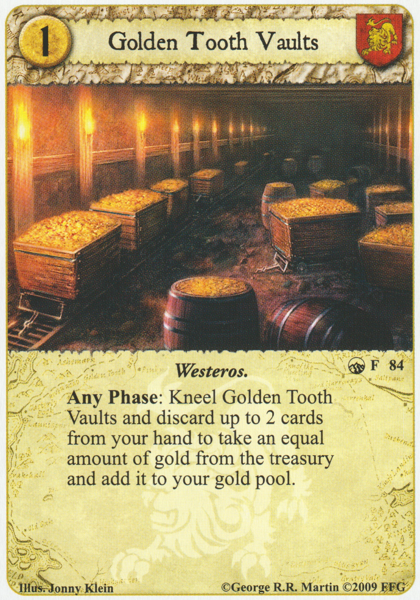 1
Golden Tooth Vaults
Westeros.
F 84
Any Phase: Kneel Golden Tooth
Vaults and discard up to 2 cards
from your hand to take an equal
amount of gold from the treasury
and add it to your gold pool.
Illus. Jonny Klein
©George R.R. Martin ©2009 FFG